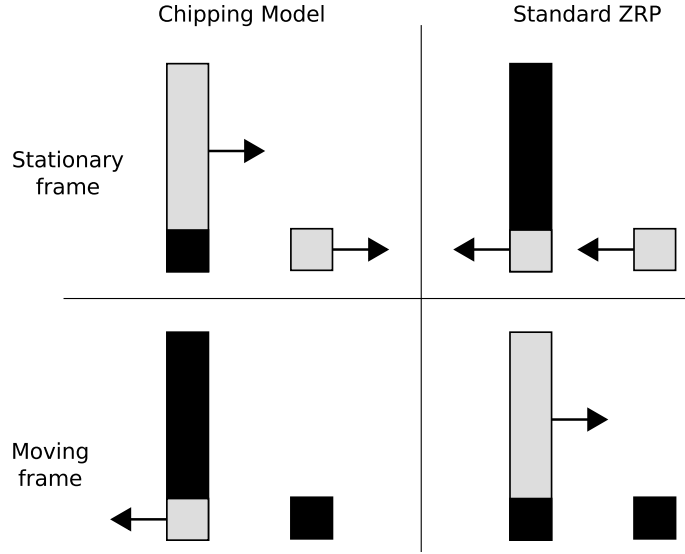 Chipping Model
Standard ZRP
Stationary
frame
Moving
frame